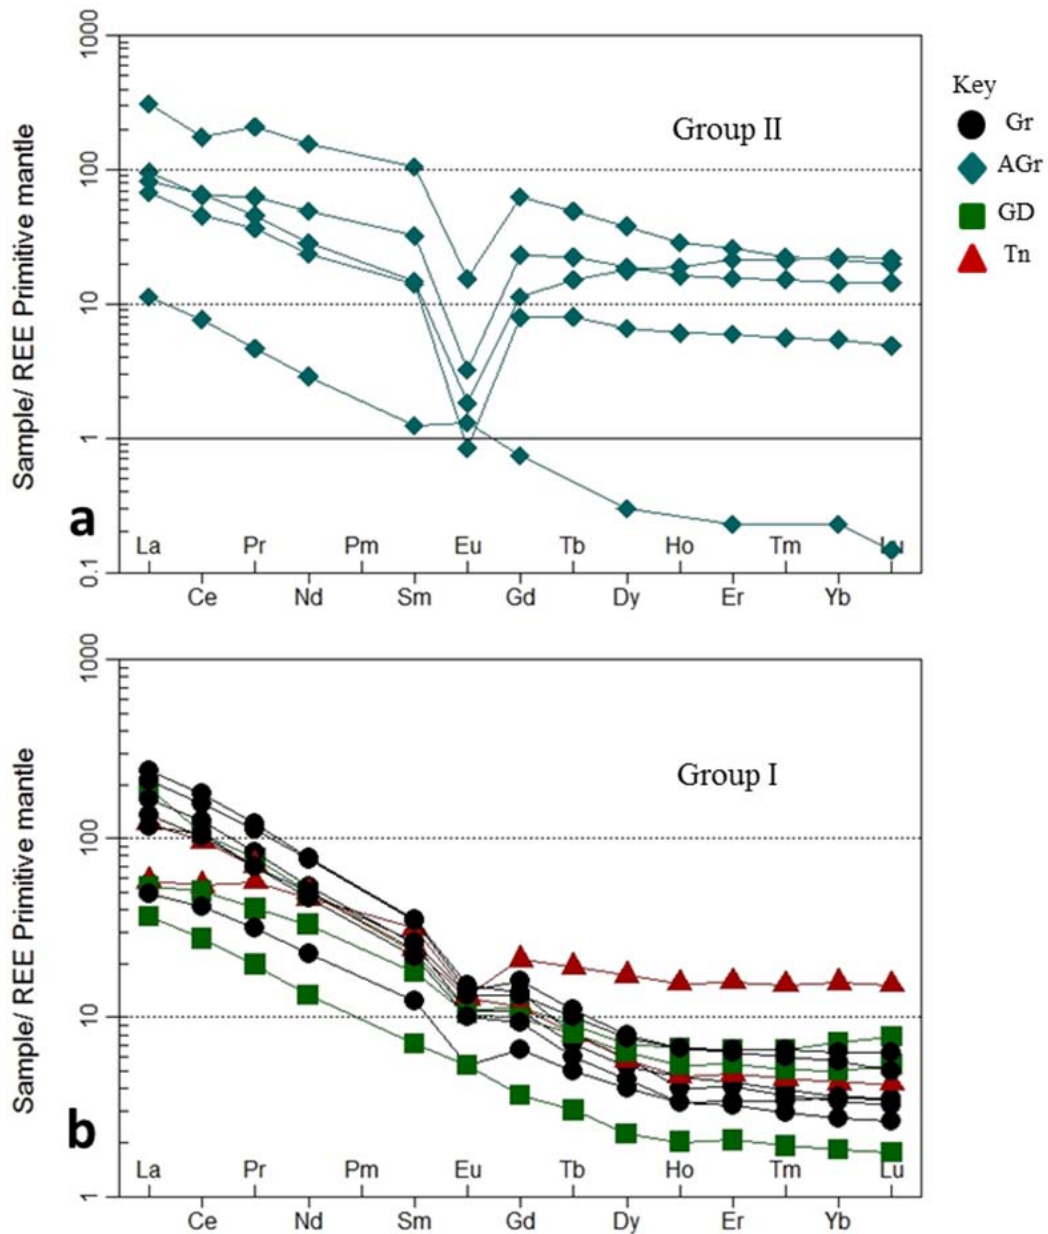 1000
100
10
1
0.1
Sample/ REE Primitive mantle
Group II
a
La Pr Pm Eu Tb Ho Tm Lu
Ce Nd Sm Gd Dy Er Yb
Key
Gr
AGr
GD
Tn
1000
100
10
1
Sample/ REE Primitive mantle
Group I
b
La Pr Pm Eu Tb Ho Tm Lu
Ce Nd Sm Gd Dy Er Yb